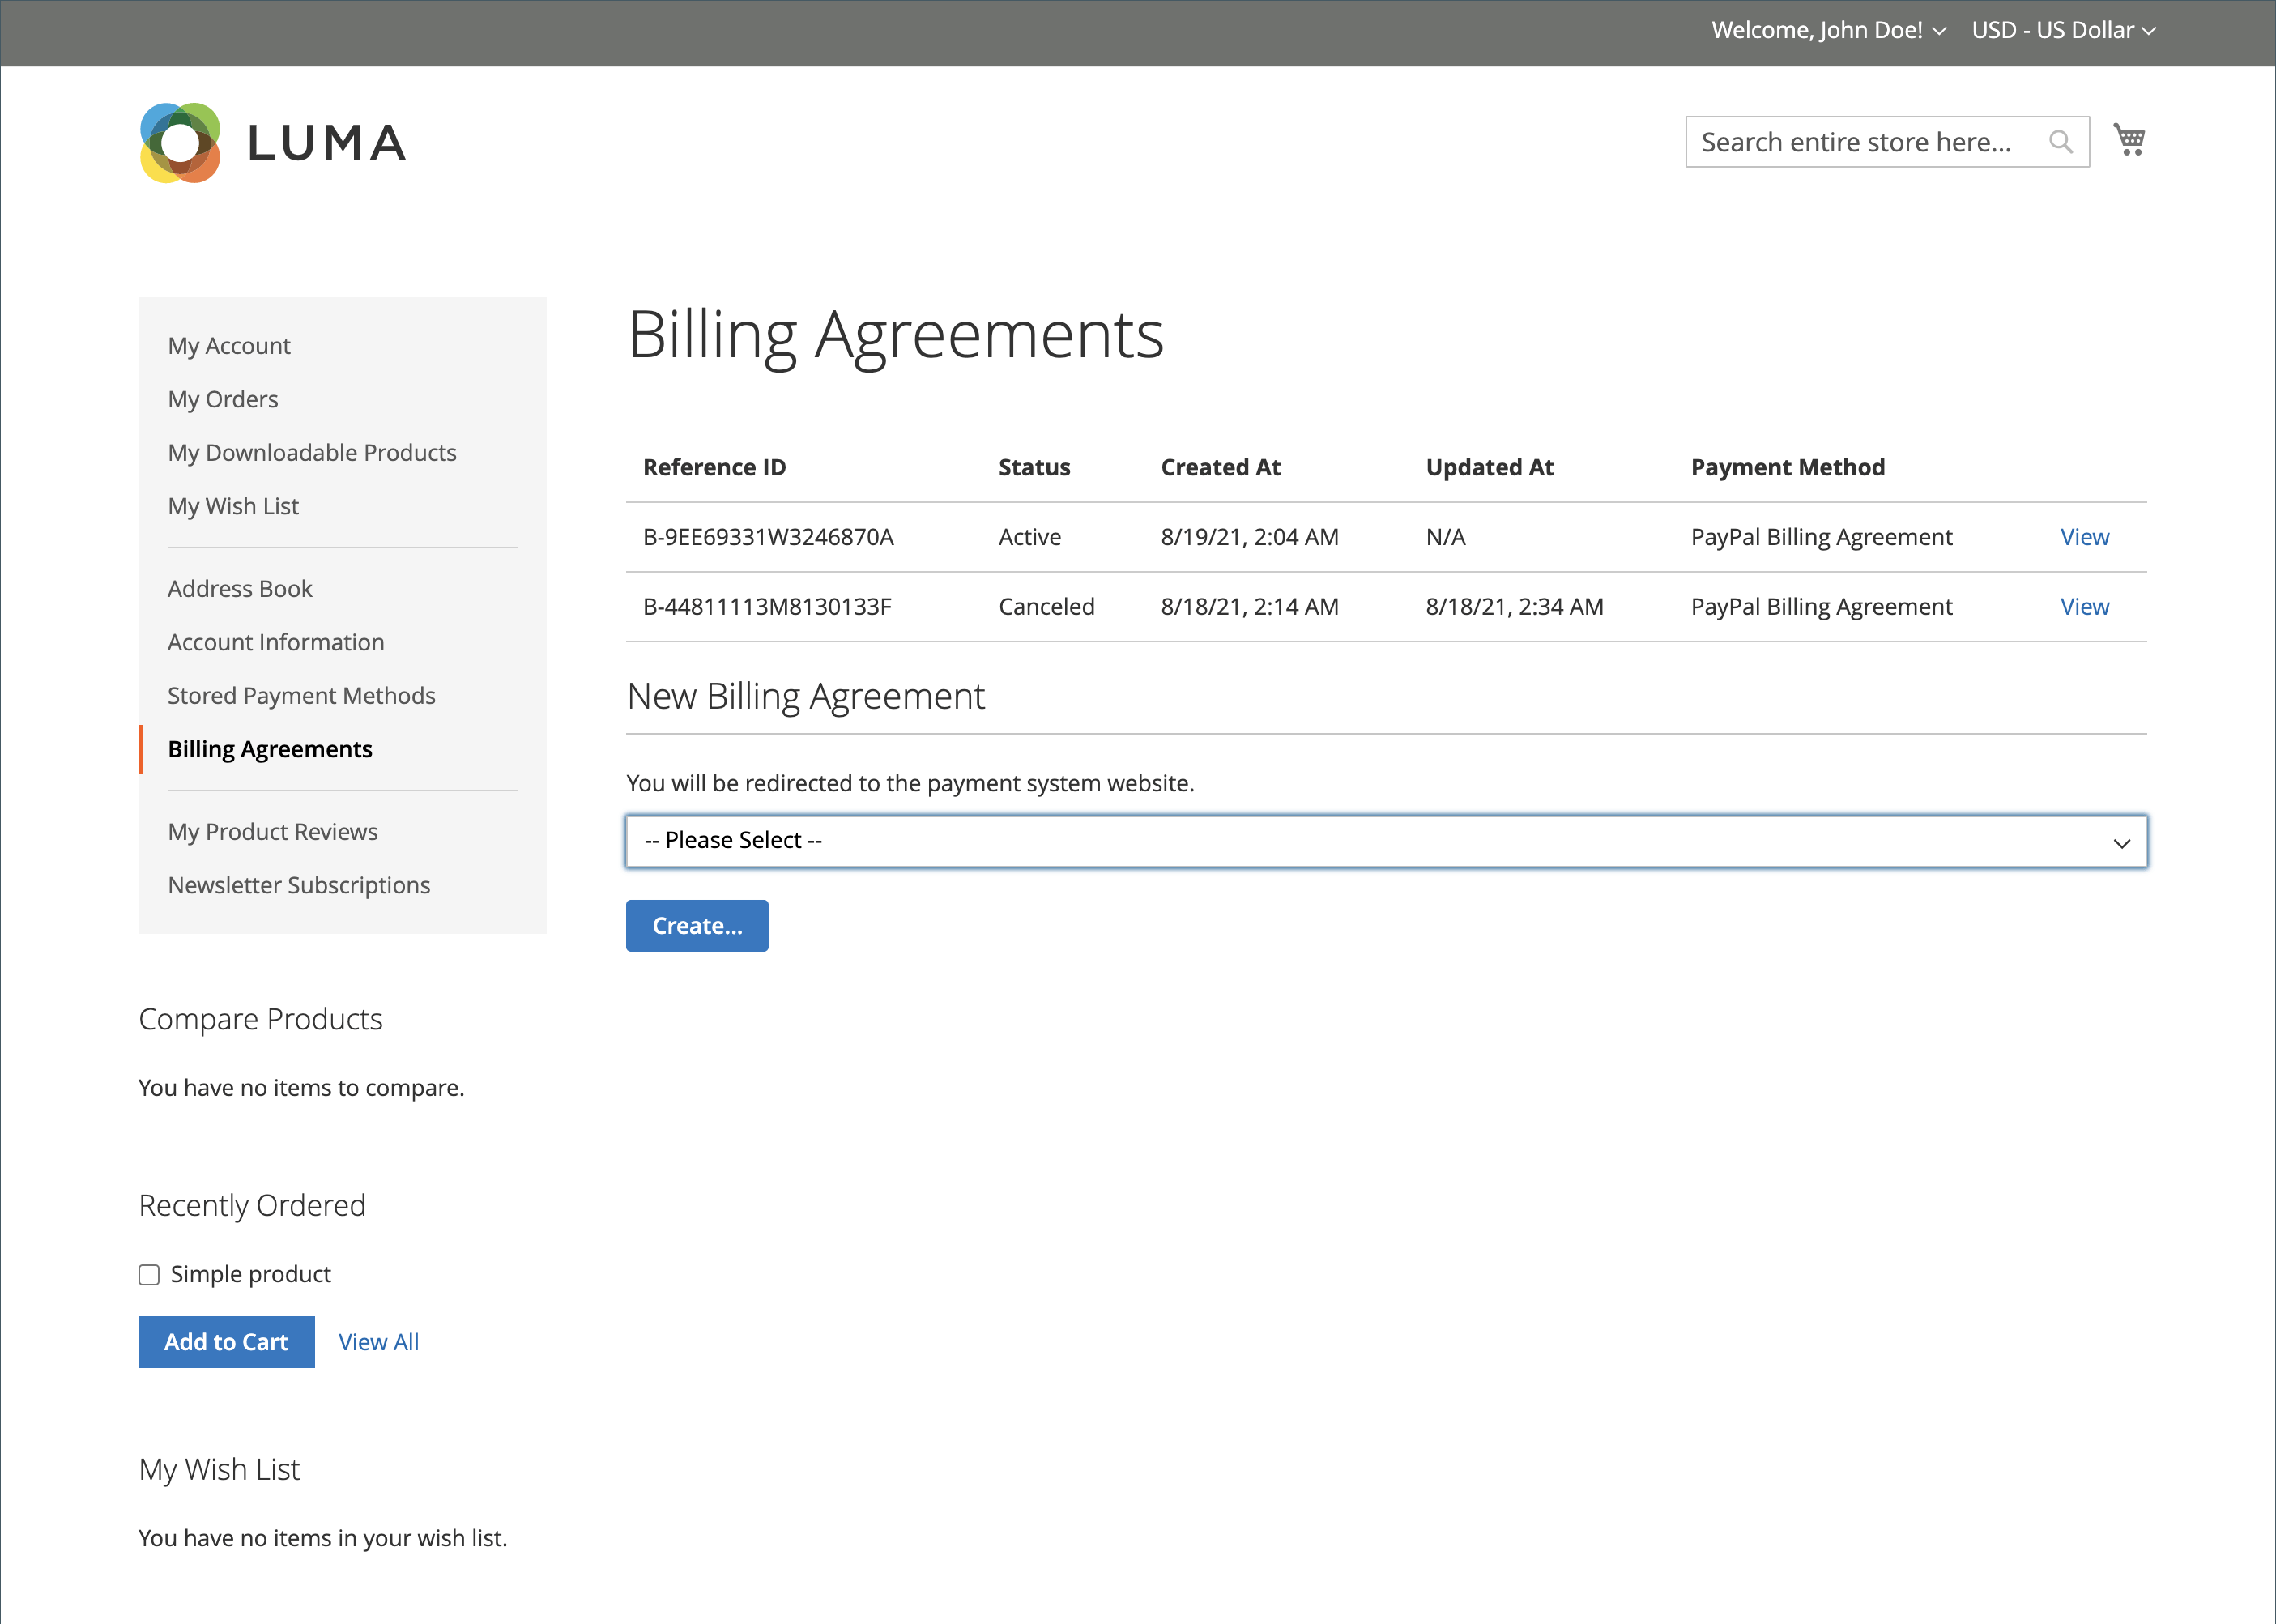 Welcome, John Doe! USD - US Dollar
LUMA
Search entire store here...
My Account
My Orders
My Downloadable Products
My Wish List
Address Book
Account Information
Stored Payment Methods
Billing Agreements
My Product Reviews
Newsletter Subscriptions
Billing Agreements
Reference ID Status Created At Updated At Payment Method
B-9EE69331W3246870A Active 8/19/21, 2:04 AM N/A PayPal Billing Agreement View
B-44811113M8130133F Canceled 8/18/21, 2:14 AM 8/18/21, 2:34 AM PayPal Billing Agreement View
New Billing Agreement
You will be redirected to the payment system website.
-- Please Select --
Create...
Compare Products
You have no items to compare.
Recently Ordered
Simple product
Add to Cart View All
My Wish List
You have no items in your wish list.